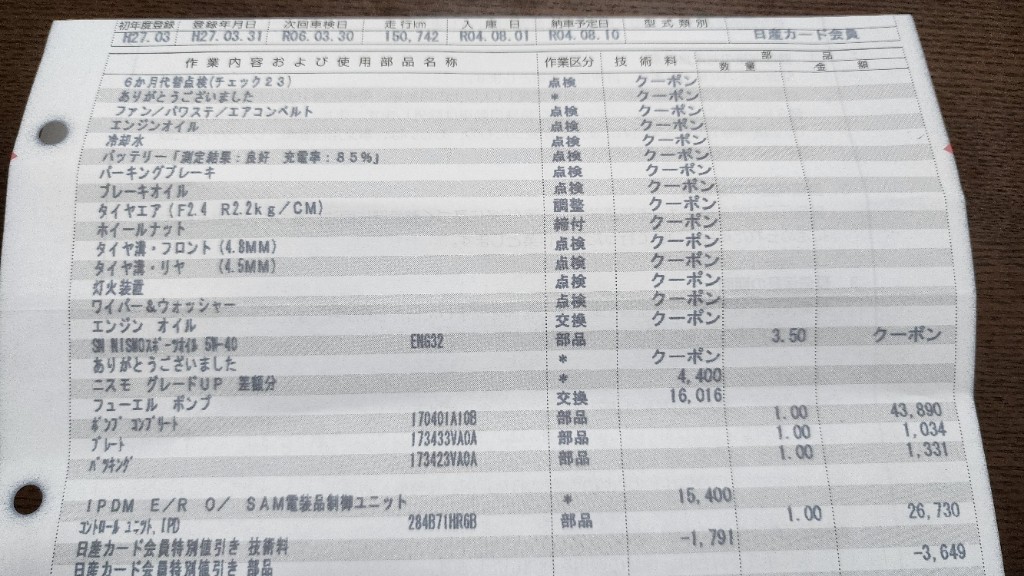 初年度登録 登録年月日 次回車検日 走行km 入庫日 納車予定日 型式類別
H27.03 H27.03.31 R06.03.30 150,742 R04.08.01 R04.08.10 日産カード会員
作業内容および使用部品名称 作業区分 技術料 部品
数量 金額
6か月代替点検(チェック23) 点検 クーポン
ありがとうございました * クーポン
ファン/パワステ/エアコンベルト 点検 クーポン
エンジンオイル 点検 クーポン
冷却水 点検 クーポン
バッテリー「測定結果:良好 充電率:85%」 点検 クーポン
パーキングブレーキ 点検 クーポン
ブレーキオイル 点検 クーポン
タイヤエア(F2.4 R2.2kg/CM) 調整 クーポン
ホイールナット 締付 クーポン
タイヤ溝・フロント(4.8MM) 点検 クーポン
タイヤ溝・リヤ (4.5MM) 点検 クーポン
灯火装置 点検 クーポン
ワイパー&ウォッシャー 点検 クーポン
エンジン オイル 交換 クーポン
SN NISMOスポーツオイル 5W-40 ENG32 部品 3.50 クーポン
ありがとうございました * クーポン
ニスモ グレードUP 差額分 * 4,400
フューエル ポンプ 交換 16,016
ポンプ コンプリート 170401A10B 部品 1.00 43,890
プレート 173433VA0A 部品 1.00 1,034
パッキング 173423VA0A 部品 1.00 1,331
IPDM E/R O/ SAM電装品制御ユニット * 15,400
コントロール ユニット,IPD 284B71HR6B 部品 1.00 26,730
日産カード会員特別値引き 技術料 -1,791
日産カード会員特別値引き 部品 -3,649